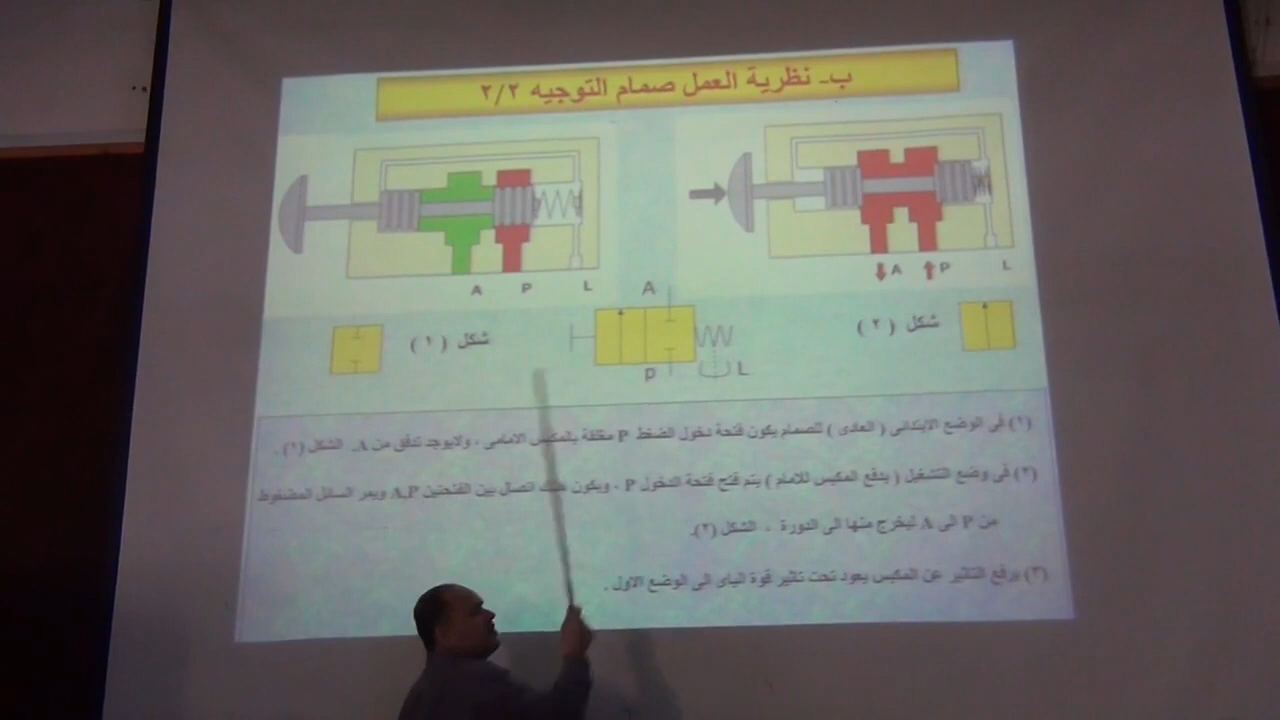 ب- نظرية العمل صمام التوجيه ٢/٢
A P L
A P L
شكل ( ١ )
A
P
L
شكل ( ٢ )
(١) فى الوضع الابتدائى ( العادى ) للصمام يكون فتحة دخول الضغط P مغلقة بالمكبس الامامى ، ولايوجد تدفق من A- الشكل (١) .
(٢) فى وضع التشغيل ( بدفع المكبس للامام ) يتم فتح فتحة الدخول P ، ويكون هناك اتصال بين الفتحتين A,P ويمر السائل المضغوط
من P الى A ليخرج منها الى الدورة ، الشكل (٢).
(٣) برفع التاثير عن المكبس يعود تحت تاثير قوة الياى الى الوضع الاول .